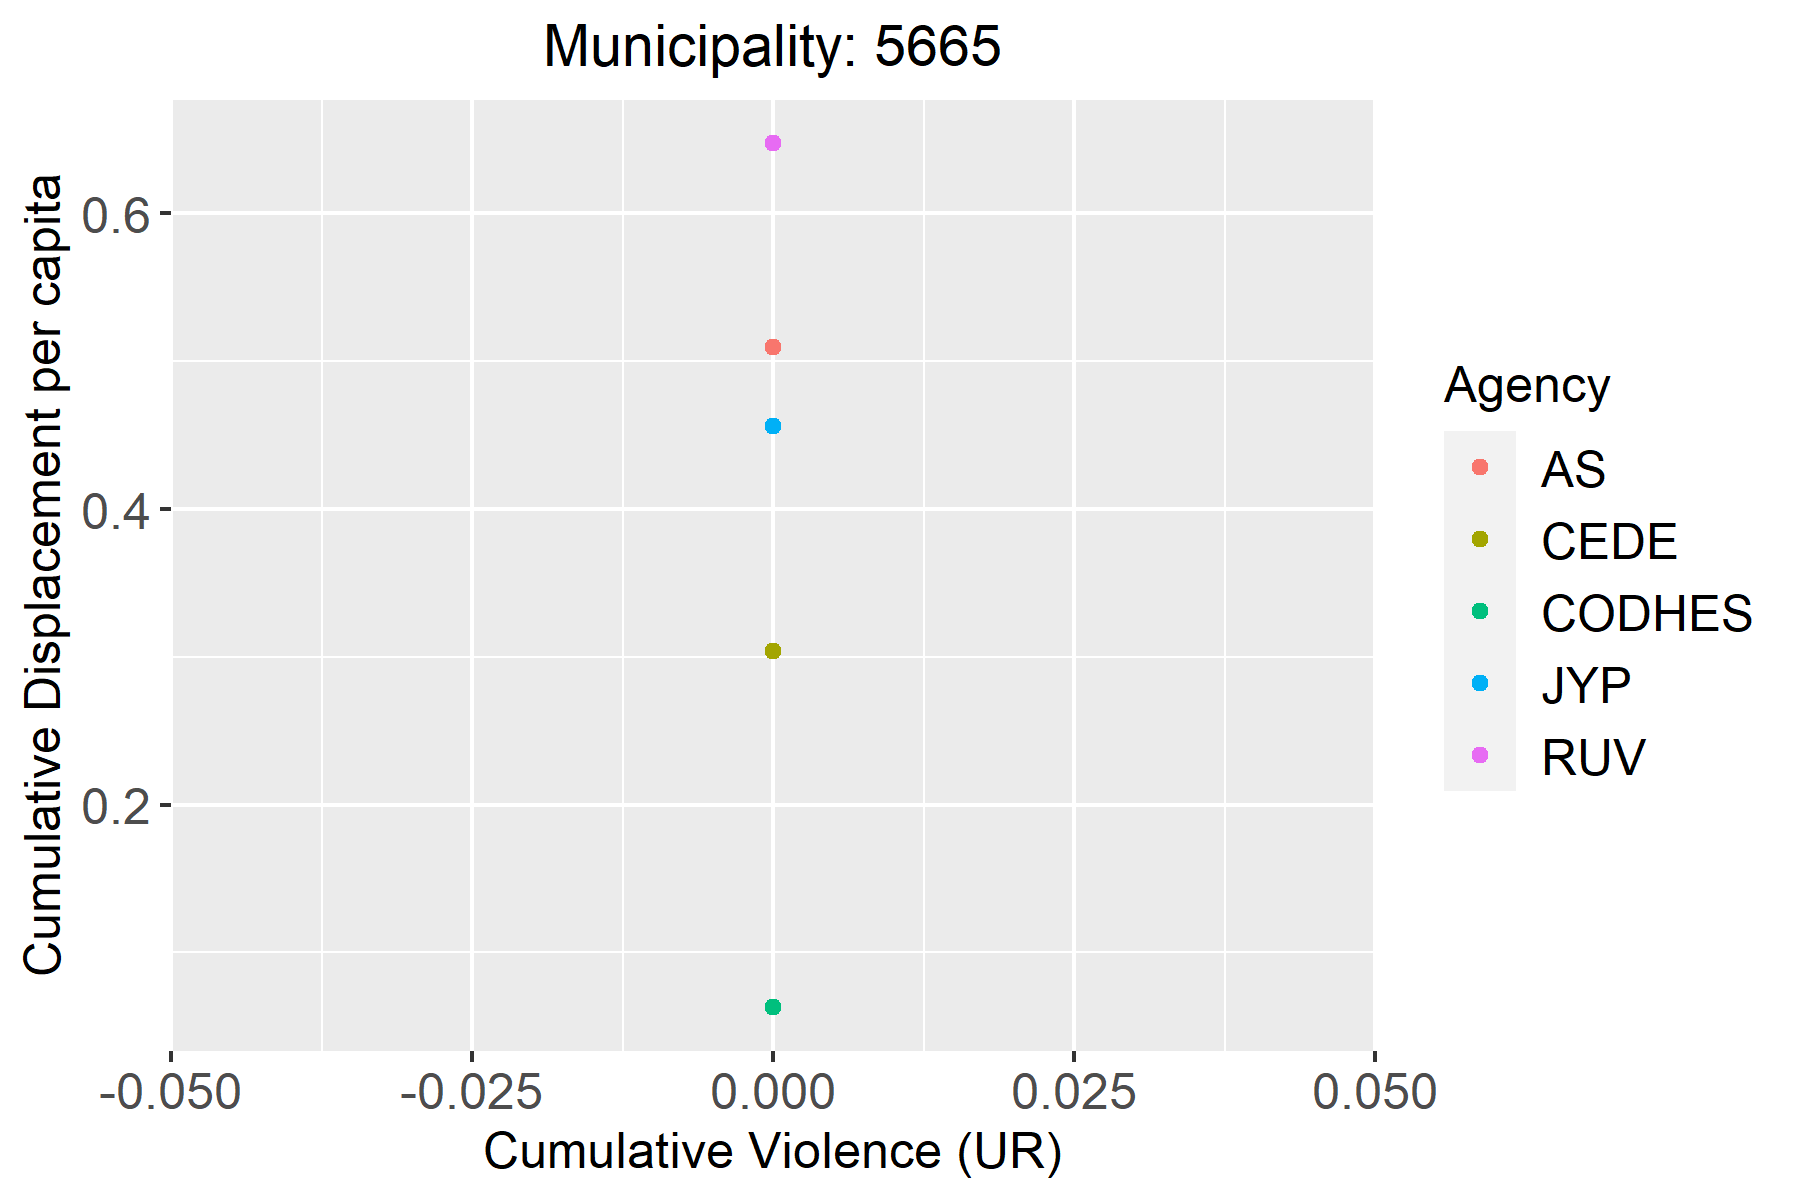 Municipality: 5665
Cumulative Displacement per capita
0.6
0.4
0.2
-0.050
-0.025
0.000
0.025
0.050
Cumulative Violence (UR)
Agency
AS
CEDE
CODHES
JYP
RUV